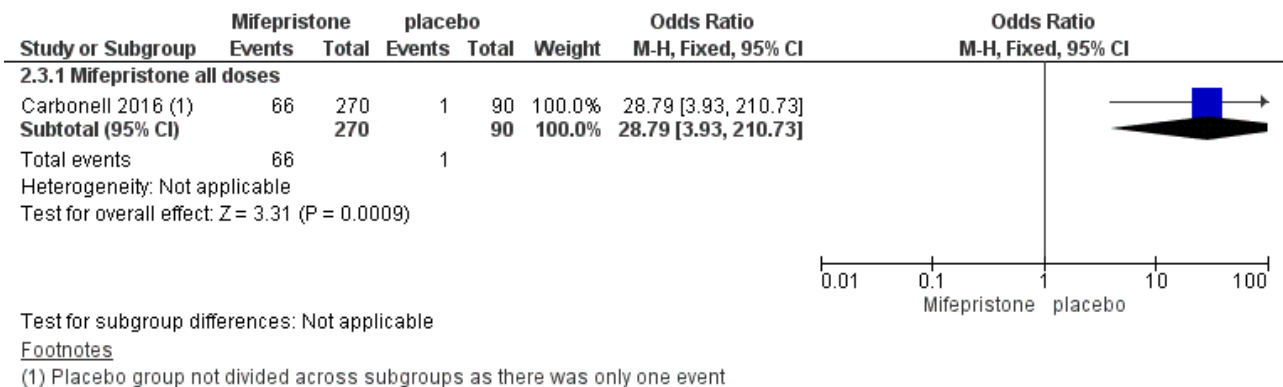 Mifepristone placebo Odds Ratio Odds Ratio
Study or Subgroup Events Total Events Total Weight M-H, Fixed, 95% CI M-H, Fixed, 95% CI
2.3.1 Mifepristone all doses
Carbonell 2016 (1) 66 270 1 90 100.0% 28.79 [3.93, 210.73]
Subtotal (95% CI) 270 90 100.0% 28.79 [3.93, 210.73]
Total events 66 1
Heterogeneity: Not applicable
Test for overall effect: Z = 3.31 (P = 0.0009)
0.01 0.1 1 10 100
Mifepristone placebo
Test for subgroup differences: Not applicable
Footnotes
(1) Placebo group not divided across subgroups as there was only one event